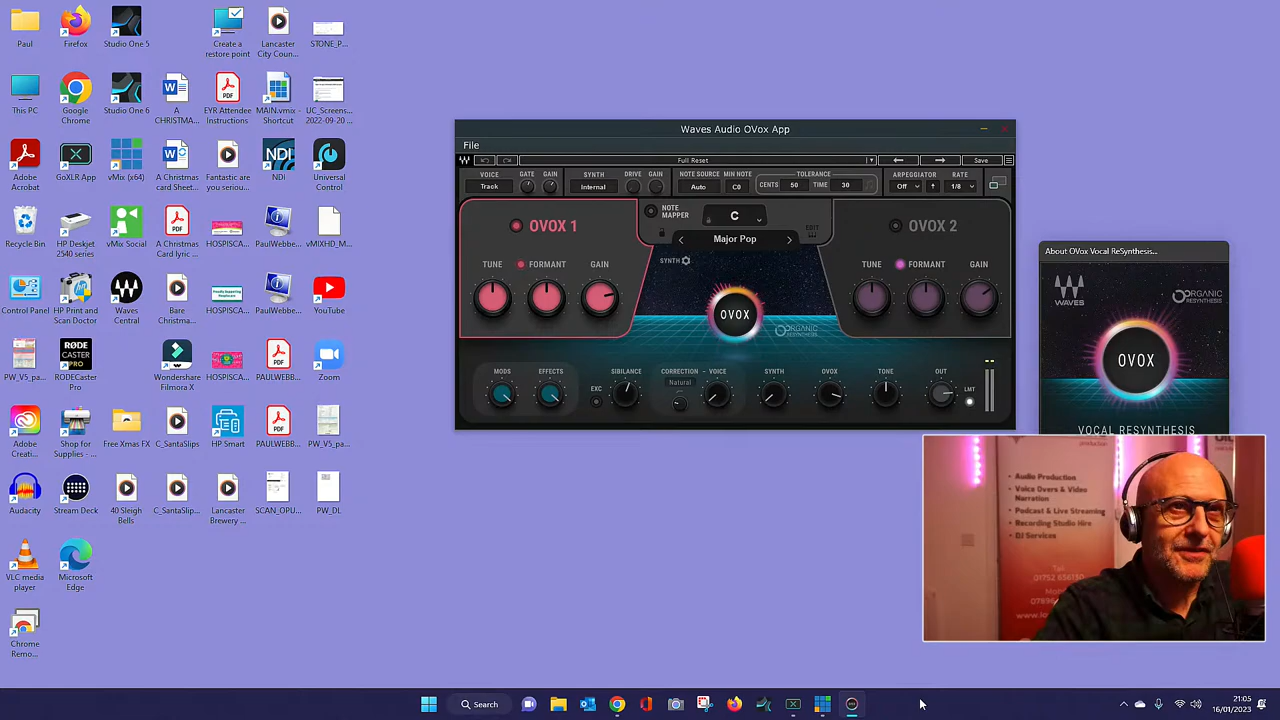 Paul
Firefox
Studio One 5
Create a
restore point
Lancaster
City Coun...
STONE_P...
This PC
Google
Chrome
Studio One 6
A
CHRISTMA...
EYR Attendee
Instructions
MAIN.vmix -
Shortcut
UC_Screens...
2022-09-20 ...
Adobe
Acrobat
GoXLR App
vMix (x64)
A Christmas
card Sheet...
Fantastic are
you seriou...
NDI
Universal
Control
Recycle Bin
HP Deskjet
2540 series
vMix Social
A Christmas
Card lyric ...
HOSPISCA...
PaulWebbe...
vMIXHD_M...
Control Panel
HP Print and
Scan Doctor
Waves
Central
Bare
Christma...
HOSPISCA...
PaulWebbe...
YouTube
PW_V5_pa...
RODECaster
Pro
Wondershare
Filmora X
HOSPISCA...
PAULWEBB...
Zoom
Adobe
Creati...
Shop for
Supplies - ...
Free Xmas FX
C_SantaSlips
HP Smart
PAULWEBB...
PW_V5_pa...
Audacity
Stream Deck
40 Sleigh
Bells
C_SantaSlip...
Lancaster
Brewery ...
SCAN_OPU...
PW_DJ_
VLC media
player
Microsoft
Edge
Chrome
Remo...
Waves Audio OVox App
File
Full Reset
Save
VOICE
Track
GATE
GAIN
SYNTH
Internal
DRIVE
GAIN
NOTE SOURCE
Auto
MIN NOTE
C0
TOLERANCE
CENTS 50 TIME 30
ARPEGGIATOR
Off
RATE
1/8
OVOX 1
NOTE
MAPPER
C
EDIT
Major Pop
OVOX 2
TUNE FORMANT GAIN
SYNTH
TUNE FORMANT GAIN
OVOX
ORGANIC
RESYNTHESIS
MODS EFFECTS
EXC
SIBILANCE
CORRECTION - VOICE
Natural
SYNTH
OVOX
TONE
OUT
LMT
About OVox Vocal ReSynthesis...
WAVES
ORGANIC
RESYNTHESIS
OVOX
VOCAL RESYNTHESIS
production
• Audio Production
• Voice Overs & Video
Narration
• Podcast & Live Streaming
• Recording Studio Hire
• DJ Services
Tel
01752 656130
Search
21:05
16/01/2023